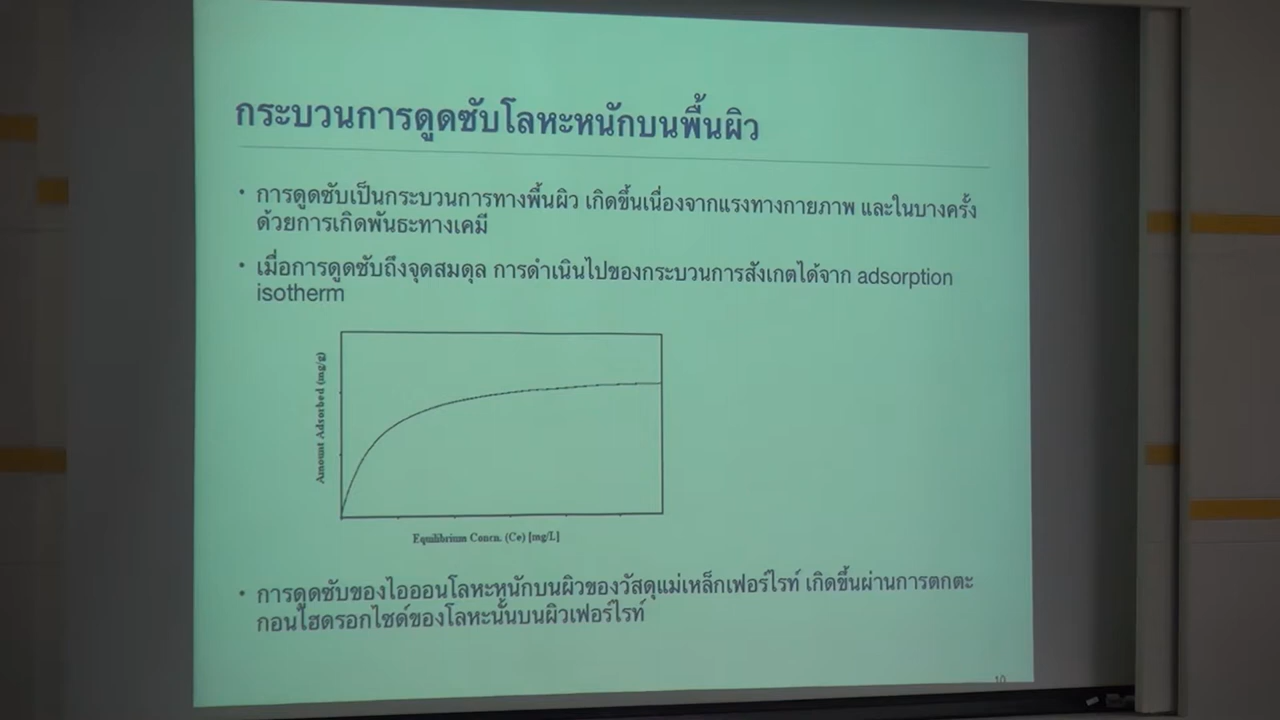 กระบวนการดูดซับโลหะหนักบนพื้นผิว
• การดูดซับเป็นกระบวนการทางพื้นผิว เกิดขึ้นเนื่องจากแรงทางกายภาพ และในบางครั้ง
ด้วยการเกิดพันธะทางเคมี
• เมื่อการดูดซับถึงจุดสมดุล การดำเนินไปของกระบวนการสังเกตได้จาก adsorption
isotherm
Amount Adsorbed (mg/g)
Equilibrium Concn. (Ce) [mg/L]
• การดูดซับของไอออนโลหะหนักบนผิวของวัสดุแม่เหล็กเฟอร์ไรท์ เกิดขึ้นผ่านการตกตะ
กอนไฮดรอกไซด์ของโลหะนั้นบนผิวเฟอร์ไรท์
10